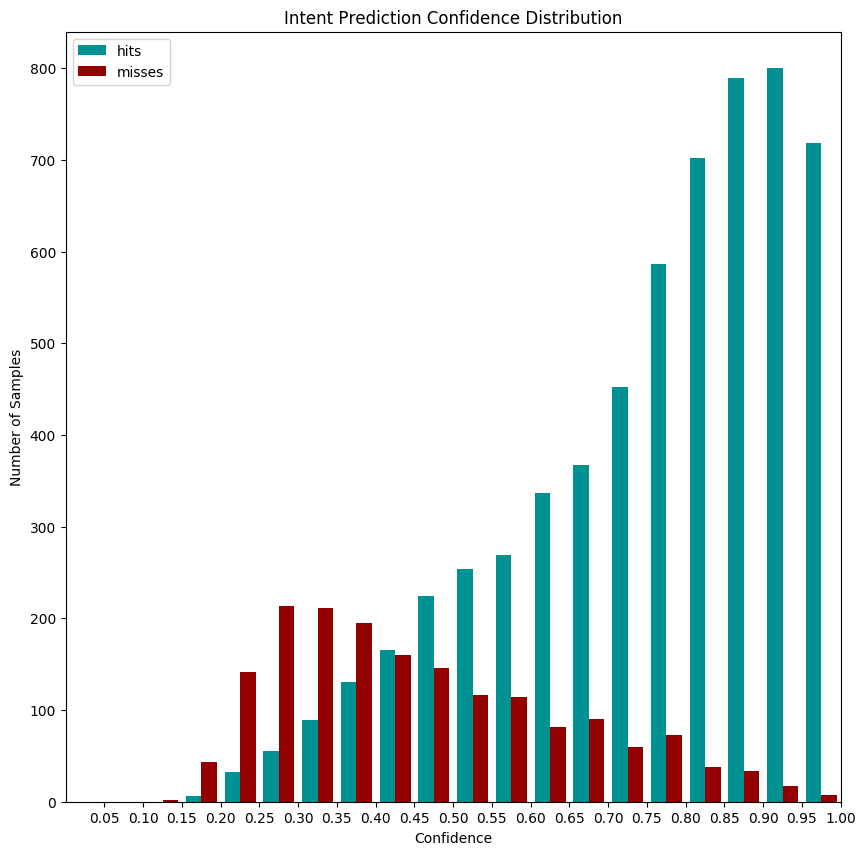 Intent Prediction Confidence Distribution
hits
misses
800
700
600
500
400
300
200
100
0
Number of Samples
0.05 0.10 0.15 0.20 0.25 0.30 0.35 0.40 0.45 0.50 0.55 0.60 0.65 0.70 0.75 0.80 0.85 0.90 0.95 1.00
Confidence